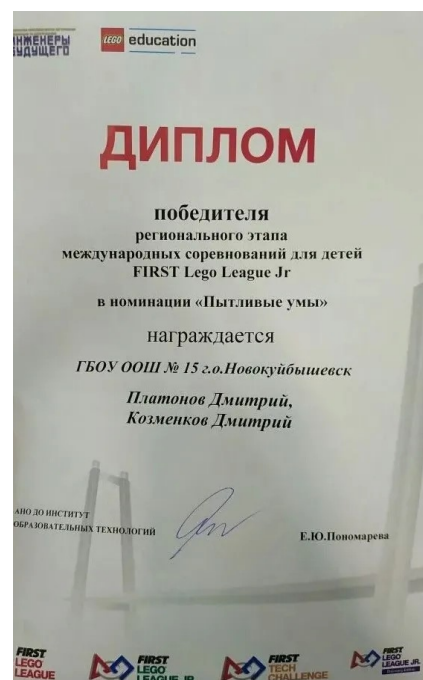 ИНЖЕНЕРЫ
БУДУЩЕГО
LEGO education
ДИПЛОМ
победителя
регионального этапа
международных соревнований для детей
FIRST Lego League Jr
в номинации «Пытливые умы»
награждается
ГБОУ ООШ № 15 г.о.Новокуйбышевск
Платонов Дмитрий,
Козменков Дмитрий
АНО ДО ИНСТИТУТ
ОБРАЗОВАТЕЛЬНЫХ ТЕХНОЛОГИЙ
Е.Ю.Пономарева
FIRST
LEGO
LEAGUE
FIRST
LEGO
LEAGUE JR
FIRST
TECH
CHALLENGE
FIRST
LEGO
LEAGUE JR.